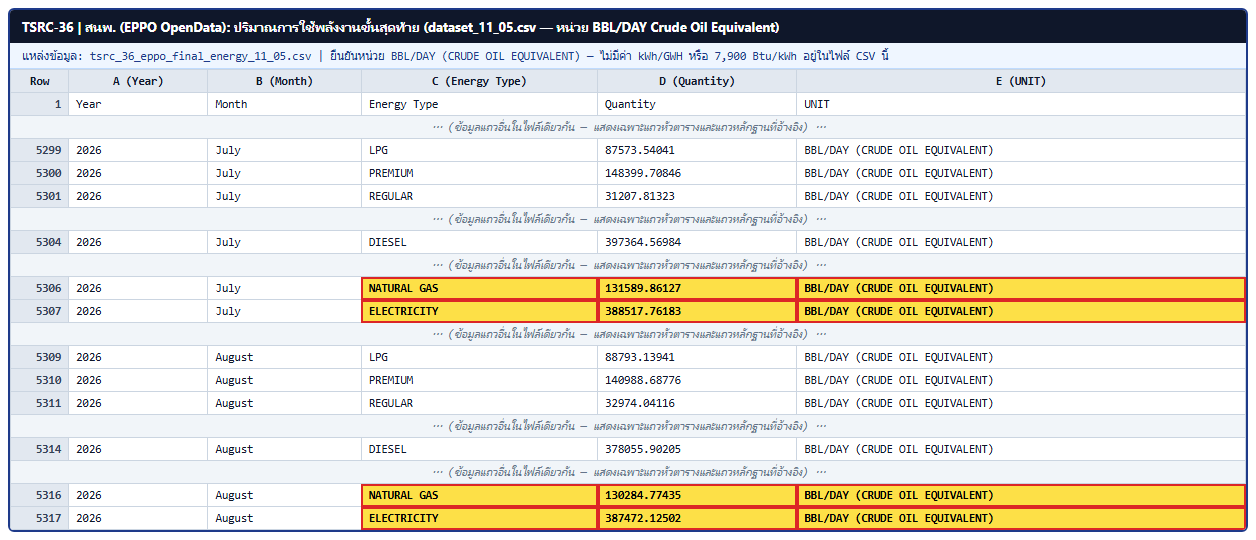 TSRC-36 | สนพ. (EPPO OpenData): ปริมาณการใช้พลังงานขั้นสุดท้าย (dataset_11_05.csv — หน่วย BBL/DAY Crude Oil Equivalent)
แหล่งข้อมูล: tsrc_36_eppo_final_energy_11_05.csv | ยืนยันหน่วย BBL/DAY (CRUDE OIL EQUIVALENT) — ไม่มีค่า kWh/GWH หรือ 7,900 Btu/kWh อยู่ในไฟล์ CSV นี้
Row A (Year) B (Month) C (Energy Type) D (Quantity) E (UNIT)
1 Year Month Energy Type Quantity UNIT
... (ข้อมูลแถวอื่นในไฟล์เดียวกัน — แสดงเฉพาะแถวหัวตารางและแถวหลักฐานที่อ้างอิง) ...
5299 2026 July LPG 87573.54041 BBL/DAY (CRUDE OIL EQUIVALENT)
5300 2026 July PREMIUM 148399.70846 BBL/DAY (CRUDE OIL EQUIVALENT)
5301 2026 July REGULAR 31207.81323 BBL/DAY (CRUDE OIL EQUIVALENT)
... (ข้อมูลแถวอื่นในไฟล์เดียวกัน — แสดงเฉพาะแถวหัวตารางและแถวหลักฐานที่อ้างอิง) ...
5304 2026 July DIESEL 397364.56984 BBL/DAY (CRUDE OIL EQUIVALENT)
... (ข้อมูลแถวอื่นในไฟล์เดียวกัน — แสดงเฉพาะแถวหัวตารางและแถวหลักฐานที่อ้างอิง) ...
5306 2026 July NATURAL GAS 131589.86127 BBL/DAY (CRUDE OIL EQUIVALENT)
5307 2026 July ELECTRICITY 388517.76183 BBL/DAY (CRUDE OIL EQUIVALENT)
... (ข้อมูลแถวอื่นในไฟล์เดียวกัน — แสดงเฉพาะแถวหัวตารางและแถวหลักฐานที่อ้างอิง) ...
5309 2026 August LPG 88793.13941 BBL/DAY (CRUDE OIL EQUIVALENT)
5310 2026 August PREMIUM 140988.68776 BBL/DAY (CRUDE OIL EQUIVALENT)
5311 2026 August REGULAR 32974.04116 BBL/DAY (CRUDE OIL EQUIVALENT)
... (ข้อมูลแถวอื่นในไฟล์เดียวกัน — แสดงเฉพาะแถวหัวตารางและแถวหลักฐานที่อ้างอิง) ...
5314 2026 August DIESEL 378055.90205 BBL/DAY (CRUDE OIL EQUIVALENT)
... (ข้อมูลแถวอื่นในไฟล์เดียวกัน — แสดงเฉพาะแถวหัวตารางและแถวหลักฐานที่อ้างอิง) ...
5316 2026 August NATURAL GAS 130284.77435 BBL/DAY (CRUDE OIL EQUIVALENT)
5317 2026 August ELECTRICITY 387472.12502 BBL/DAY (CRUDE OIL EQUIVALENT)